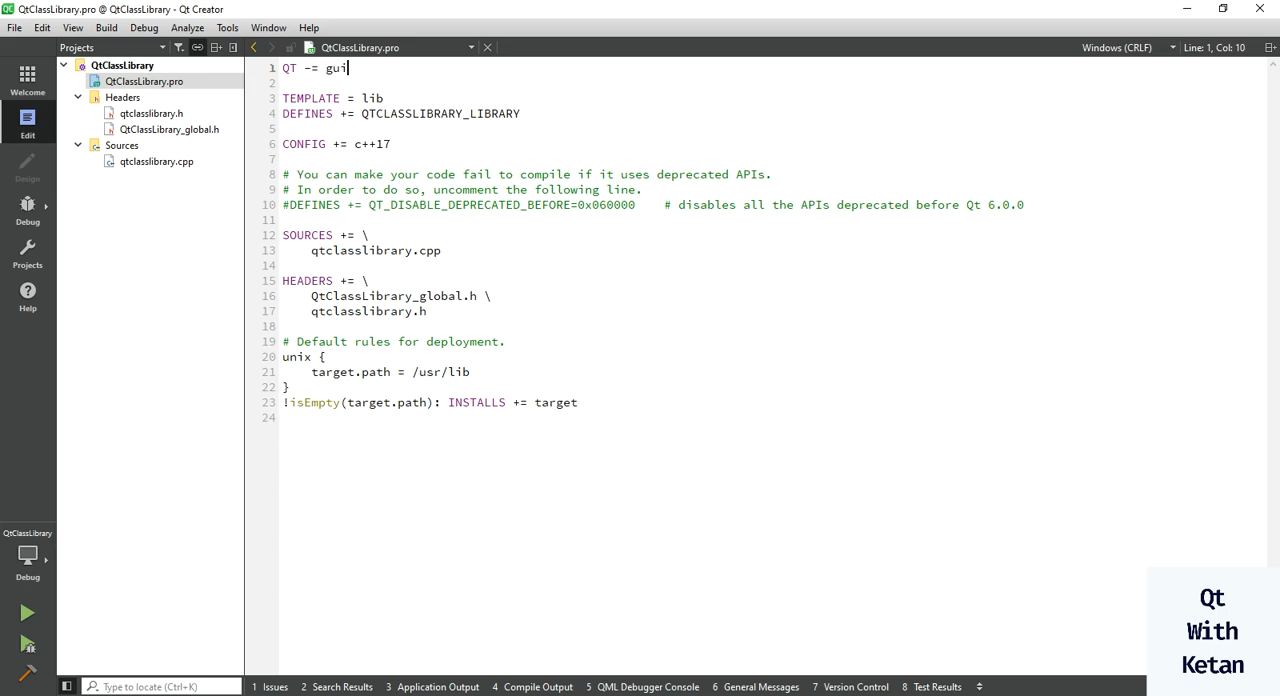 QtClassLibrary.pro @ QtClassLibrary - Qt Creator
File Edit View Build Debug Analyze Tools Window Help
Projects
QtClassLibrary.pro
Windows (CRLF)
Line: 1, Col: 10
Welcome
Edit
Design
Debug
Projects
Help
QtClassLibrary
Debug
QtClassLibrary
QtClassLibrary.pro
Headers
qtclasslibrary.h
QtClassLibrary_global.h
Sources
qtclasslibrary.cpp
1 QT -= gui
2
3 TEMPLATE = lib
4 DEFINES += QTCLASSLIBRARY_LIBRARY
5
6 CONFIG += c++17
7
8 # You can make your code fail to compile if it uses deprecated APIs.
9 # In order to do so, uncomment the following line.
10 #DEFINES += QT_DISABLE_DEPRECATED_BEFORE=0x060000    # disables all the APIs deprecated before Qt 6.0.0
11
12 SOURCES += \
13     qtclasslibrary.cpp
14
15 HEADERS += \
16     QtClassLibrary_global.h \
17     qtclasslibrary.h
18
19 # Default rules for deployment.
20 unix {
21     target.path = /usr/lib
22 }
23 !isEmpty(target.path): INSTALLS += target
24
Qt
With
Ketan
Type to locate (Ctrl+K)
1 Issues 2 Search Results 3 Application Output 4 Compile Output 5 QML Debugger Console 6 General Messages 7 Version Control 8 Test Results